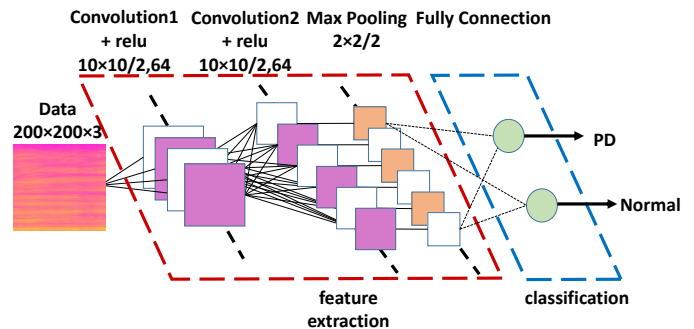 Convolution1
+ relu
10×10/2,64
Convolution2
+ relu
10×10/2,64
Max Pooling
2×2/2
Fully Connection
Data
200×200×3
PD
Normal
feature
extraction
classification